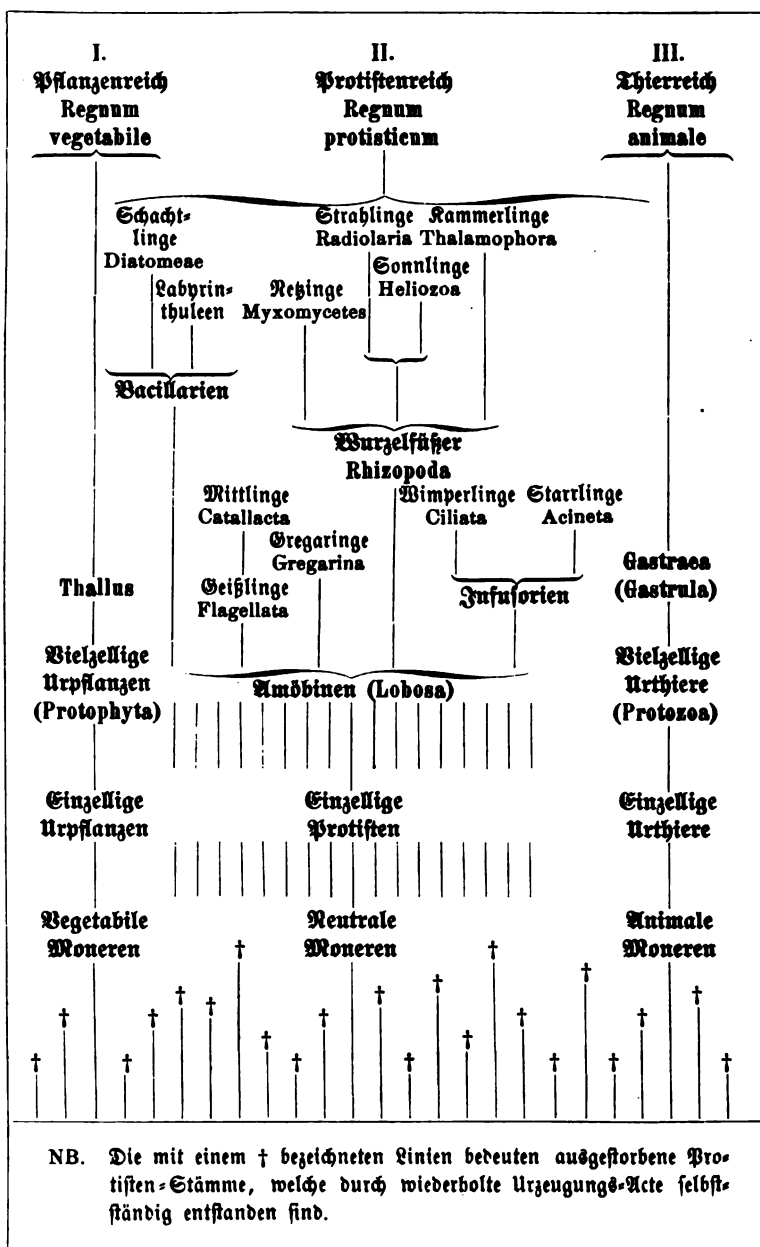 I.
Pflanzenreich
Regnum
vegetabile
II.
Protistenreich
Regnum
protisticum
III.
Thierreich
Regnum
animale
Schacht-
linge
Diatomeae
Labyrin-
thuleen
Bacillarien
Strahlinge
Radiolaria
Kammerlinge
Thalamophora
Sonnlinge
Heliozoa
Netzinge
Myxomycetes
Wurzelfüßer
Rhizopoda
Mittlinge
Catallacta
Wimperlinge
Ciliata
Starrlinge
Acineta
Gregaringe
Gregarina
Geißlinge
Flagellata
Infusorien
Thallus
Gastraea
(Gastrula)
Vielzellige
Urpflanzen
(Protophyta)
Amöbinen (Lobosa)
Vielzellige
Urthiere
(Protozoa)
Einzellige
Urpflanzen
Einzellige
Protisten
Einzellige
Urthiere
Vegetabile
Moneren
Neutrale
Moneren
Animale
Moneren
† † † † † † † † † † † † † † † † † † † † † †
NB. Die mit einem † bezeichneten Linien bedeuten ausgestorbene Pro-
tisten-Stämme, welche durch wiederholte Urzeugungs-Acte selbst-
ständig entstanden sind.